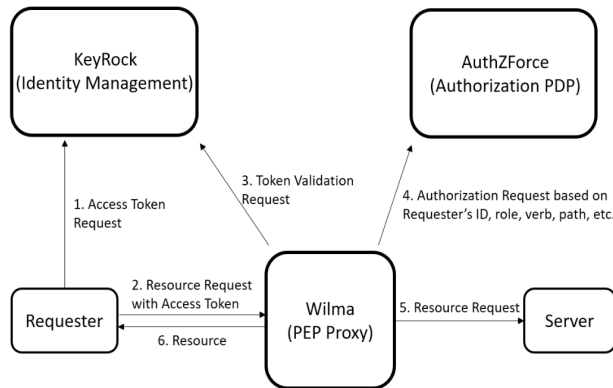 KeyRock
(Identity Management)
AuthZForce
(Authorization PDP)
3. Token Validation
Request
1. Access Token
Request
4. Authorization Request based on
Requester's ID, role, verb, path, etc.
2. Resource Request
with Access Token
Requester
6. Resource
Wilma
(PEP Proxy)
5. Resource Request
Server